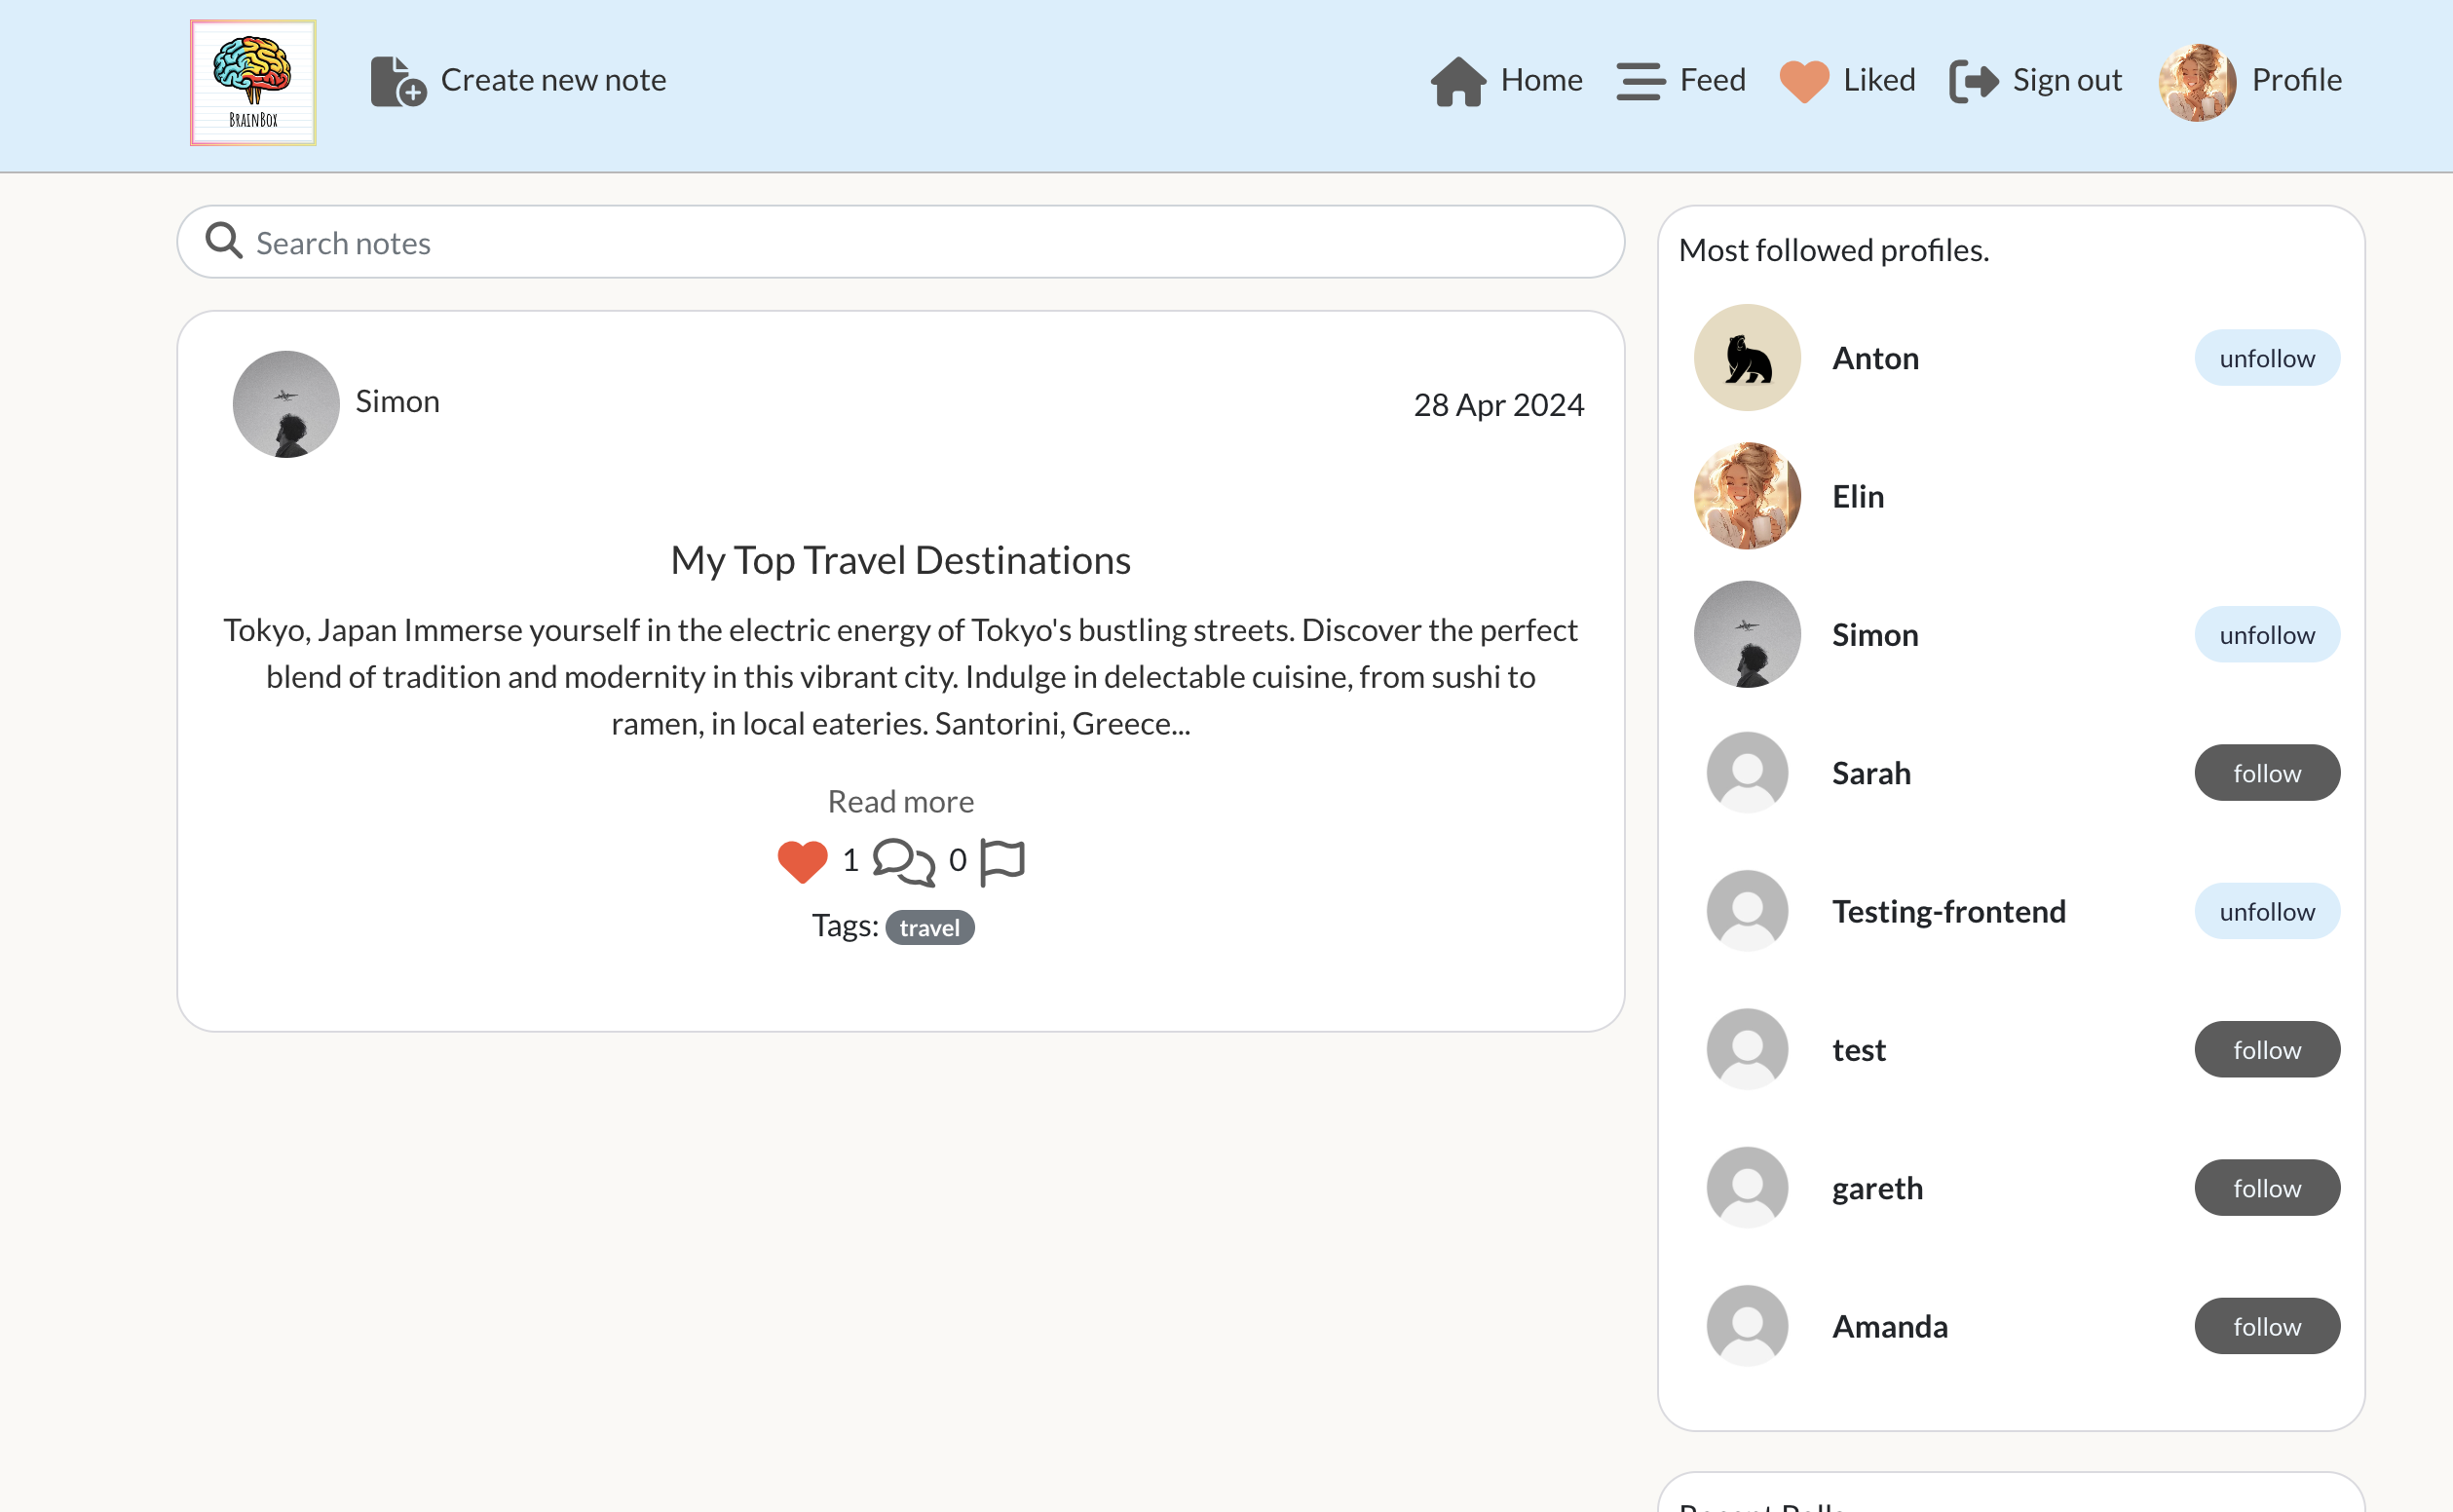 BRAINBOX
Create new note
Home
Feed
Liked
Sign out
Profile
Search notes
Simon
28 Apr 2024
My Top Travel Destinations
Tokyo, Japan Immerse yourself in the electric energy of Tokyo's bustling streets. Discover the perfect
blend of tradition and modernity in this vibrant city. Indulge in delectable cuisine, from sushi to
ramen, in local eateries. Santorini, Greece...
Read more
1 0
Tags: travel
Most followed profiles.
Anton unfollow
Elin
Simon unfollow
Sarah follow
Testing-frontend unfollow
test follow
gareth follow
Amanda follow